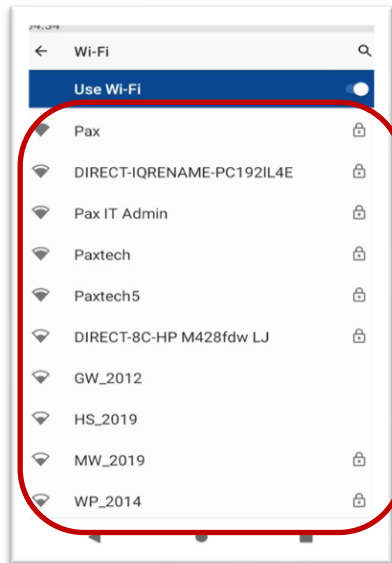 Wi-Fi
Use Wi-Fi
Pax
DIRECT-IQRENAME-PC192IL4E
Pax IT Admin
Paxtech
Paxtech5
DIRECT-8C-HP M428fdw LJ
GW_2012
HS_2019
MW_2019
WP_2014